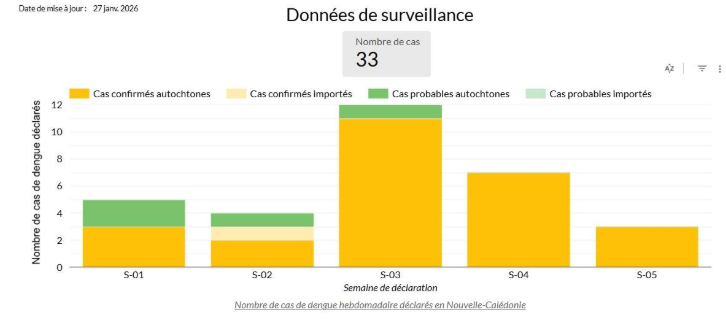 Date de mise à jour : 27 janv. 2026
Données de surveillance
Nombre de cas
33
Cas confirmés autochtones Cas confirmés importés Cas probables autochtones Cas probables importés
Nombre de cas de dengue déclarés
12
10
8
6
4
2
0
S-01 S-02 S-03 S-04 S-05
Semaine de déclaration
Nombre de cas de dengue hebdomadaire déclarés en Nouvelle-Calédonie